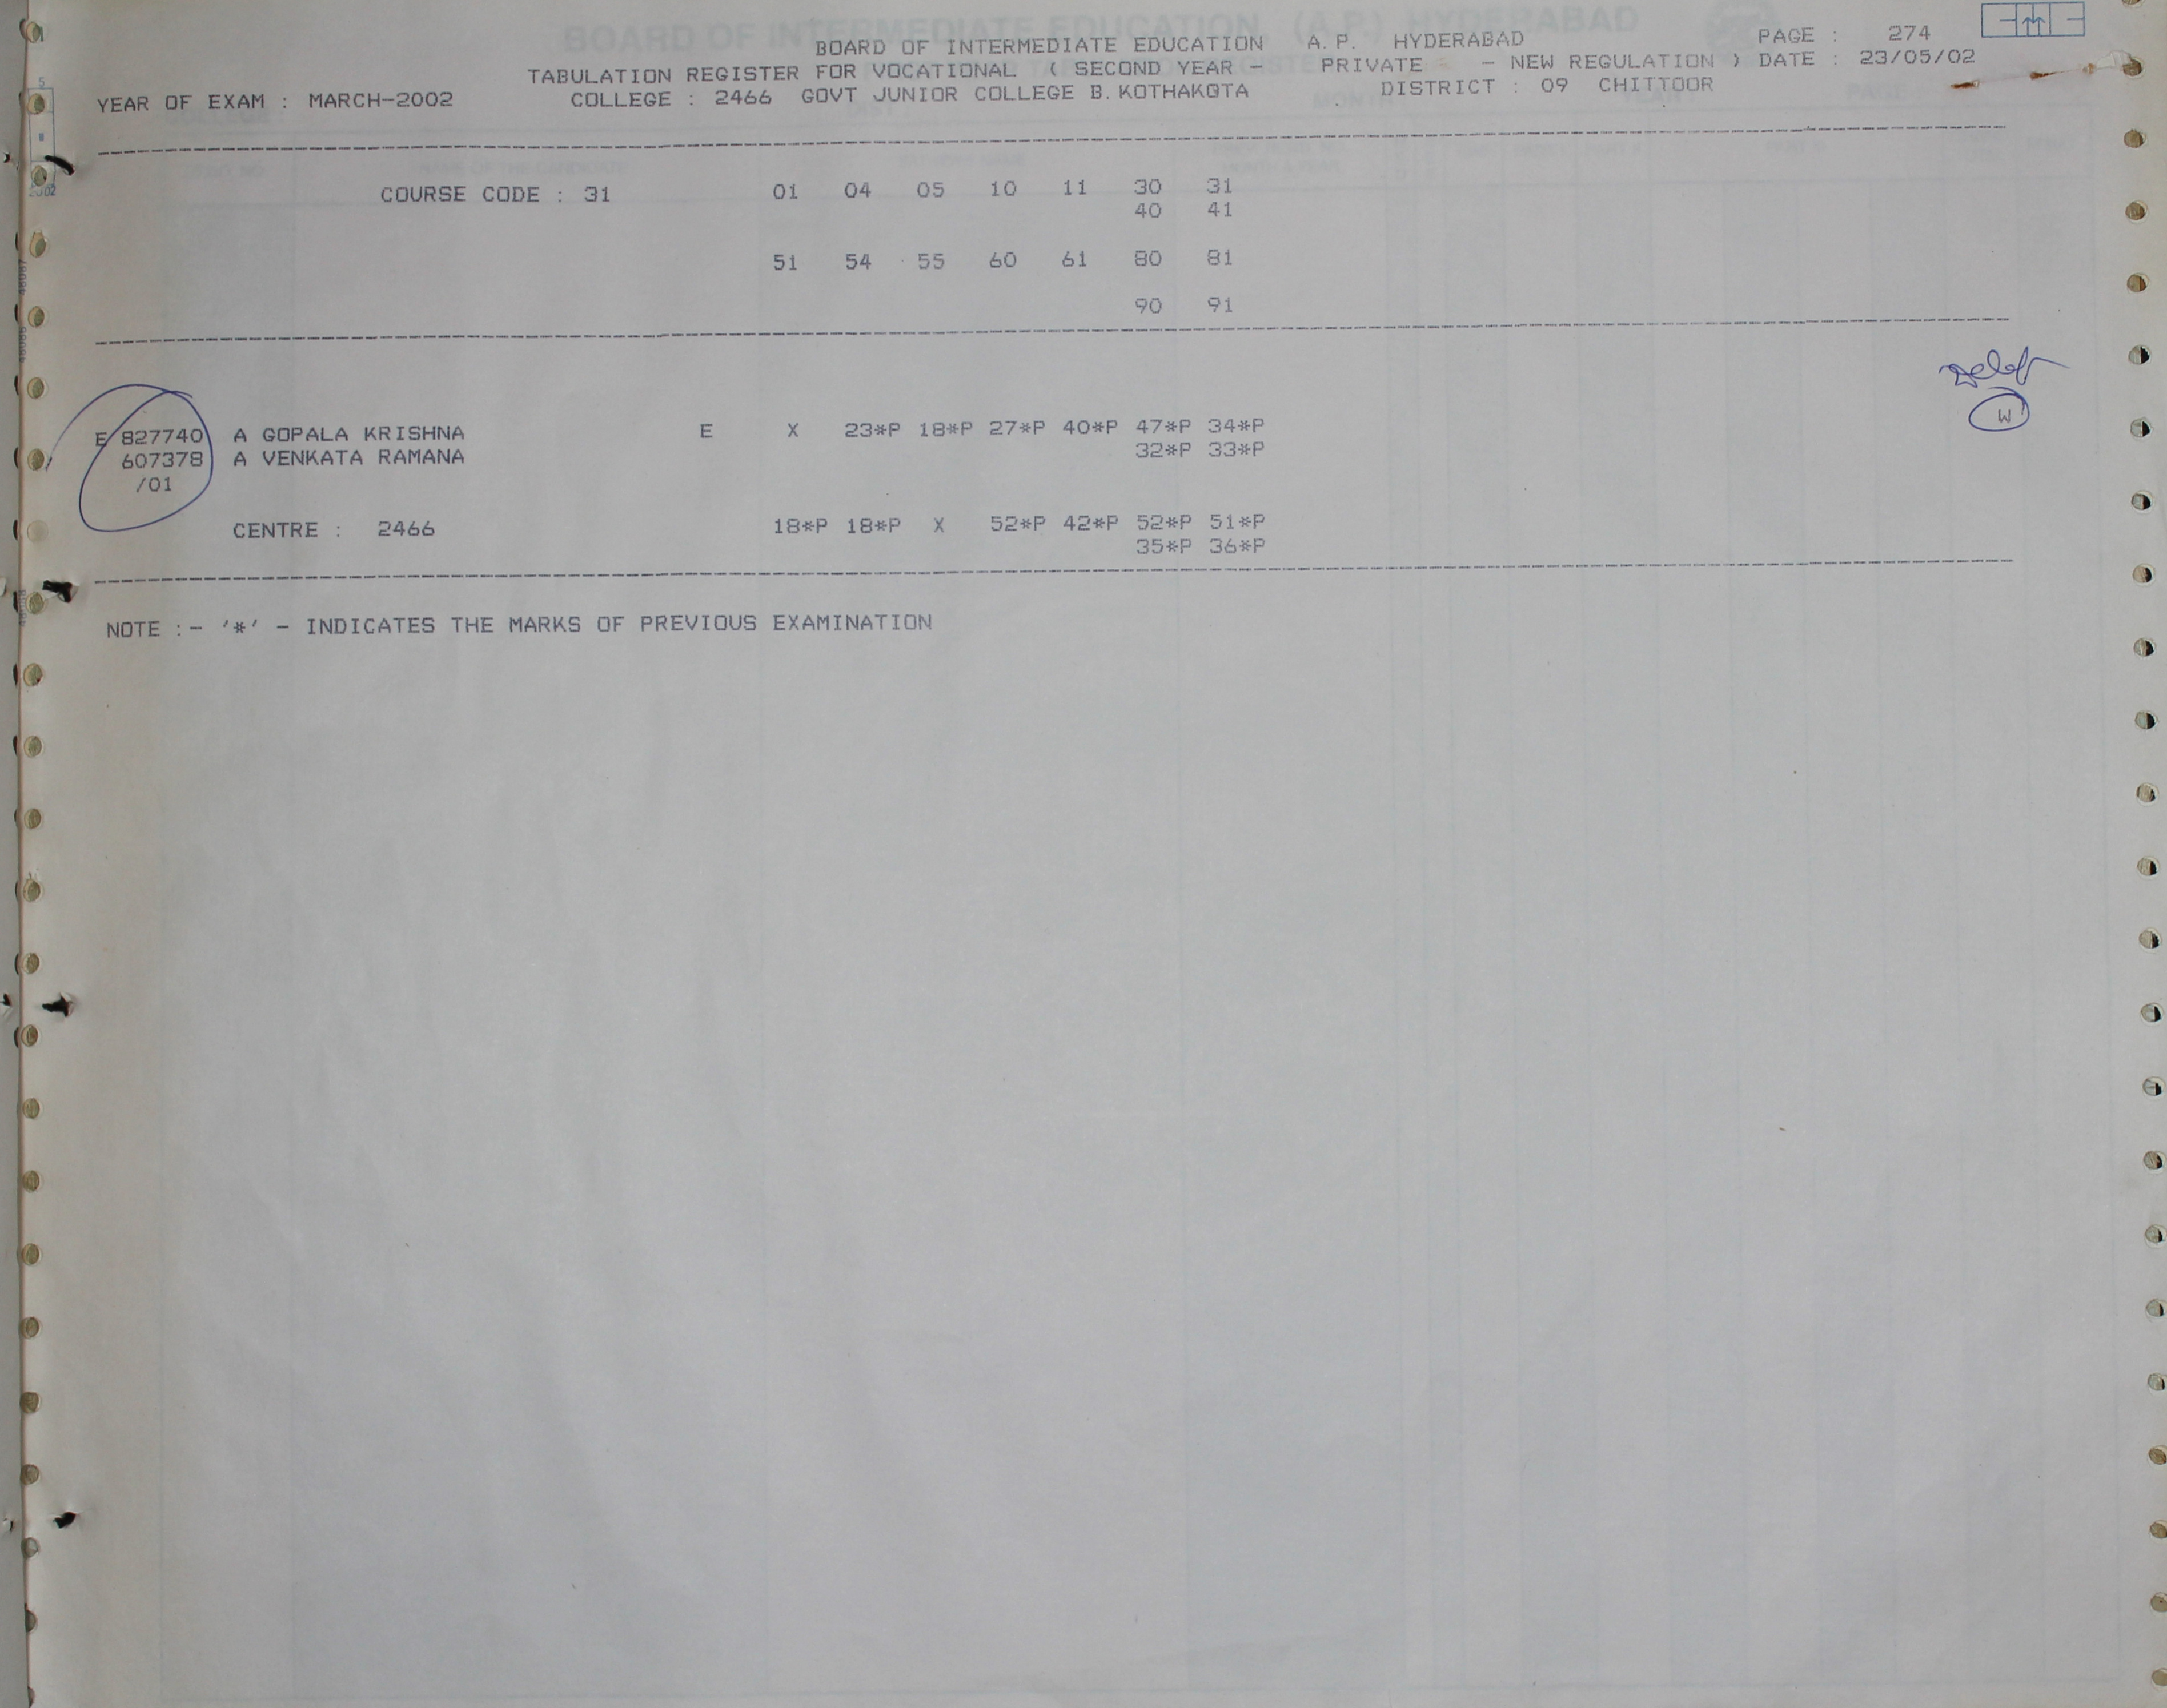 BOARD OF INTERMEDIATE EDUCATION A.P. HYDERABAD PAGE : 274
TABULATION REGISTER FOR VOCATIONAL ( SECOND YEAR - PRIVATE - NEW REGULATION ) DATE : 23/05/02
YEAR OF EXAM : MARCH-2002 COLLEGE : 2466 GOVT JUNIOR COLLEGE B.KOTHAKOTA DISTRICT : 09 CHITTOOR
COURSE CODE : 31 01 04 05 10 11 30 31
40 41
51 54 55 60 61 80 81
90 91
E 827740 A GOPALA KRISHNA E X 23*P 18*P 27*P 40*P 47*P 34*P W
607378 A VENKATA RAMANA 32*P 33*P
/01
CENTRE : 2466 18*P 18*P X 52*P 42*P 52*P 51*P
35*P 36*P
NOTE :- '*' - INDICATES THE MARKS OF PREVIOUS EXAMINATION